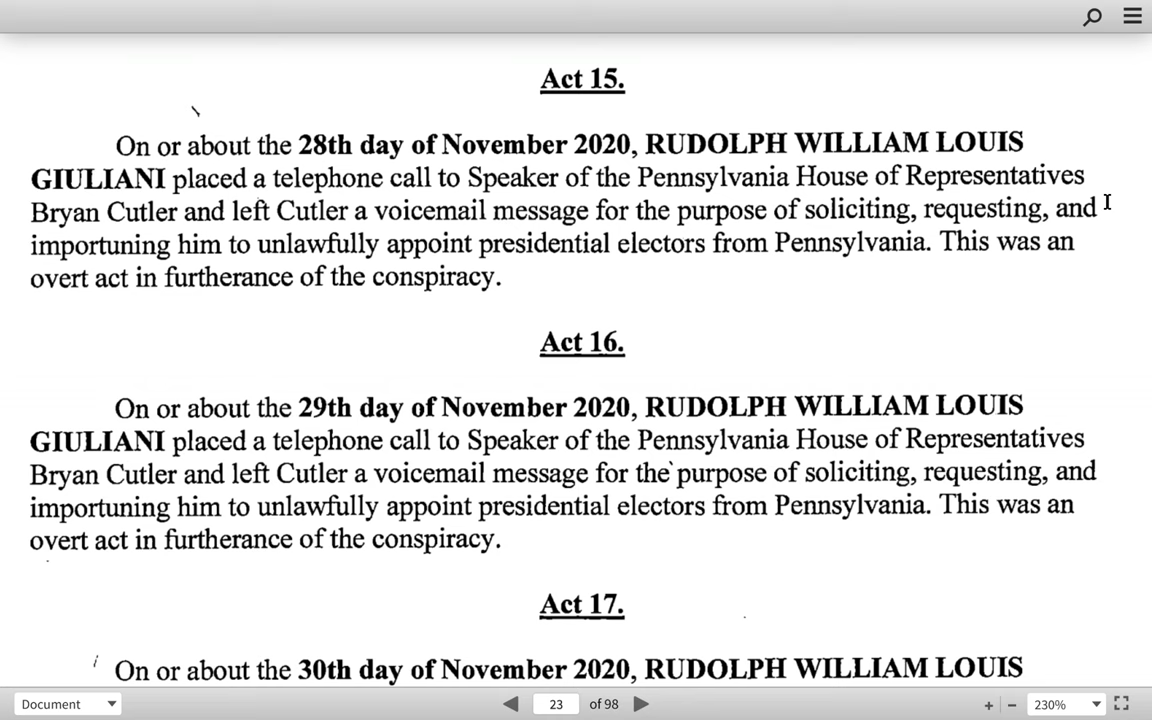 Act 15.
On or about the 28th day of November 2020, RUDOLPH WILLIAM LOUIS
GIULIANI placed a telephone call to Speaker of the Pennsylvania House of Representatives
Bryan Cutler and left Cutler a voicemail message for the purpose of soliciting, requesting, and
importuning him to unlawfully appoint presidential electors from Pennsylvania. This was an
overt act in furtherance of the conspiracy.
Act 16.
On or about the 29th day of November 2020, RUDOLPH WILLIAM LOUIS
GIULIANI placed a telephone call to Speaker of the Pennsylvania House of Representatives
Bryan Cutler and left Cutler a voicemail message for the purpose of soliciting, requesting, and
importuning him to unlawfully appoint presidential electors from Pennsylvania. This was an
overt act in furtherance of the conspiracy.
Act 17.
On or about the 30th day of November 2020, RUDOLPH WILLIAM LOUIS
Document 23 of 98 230%